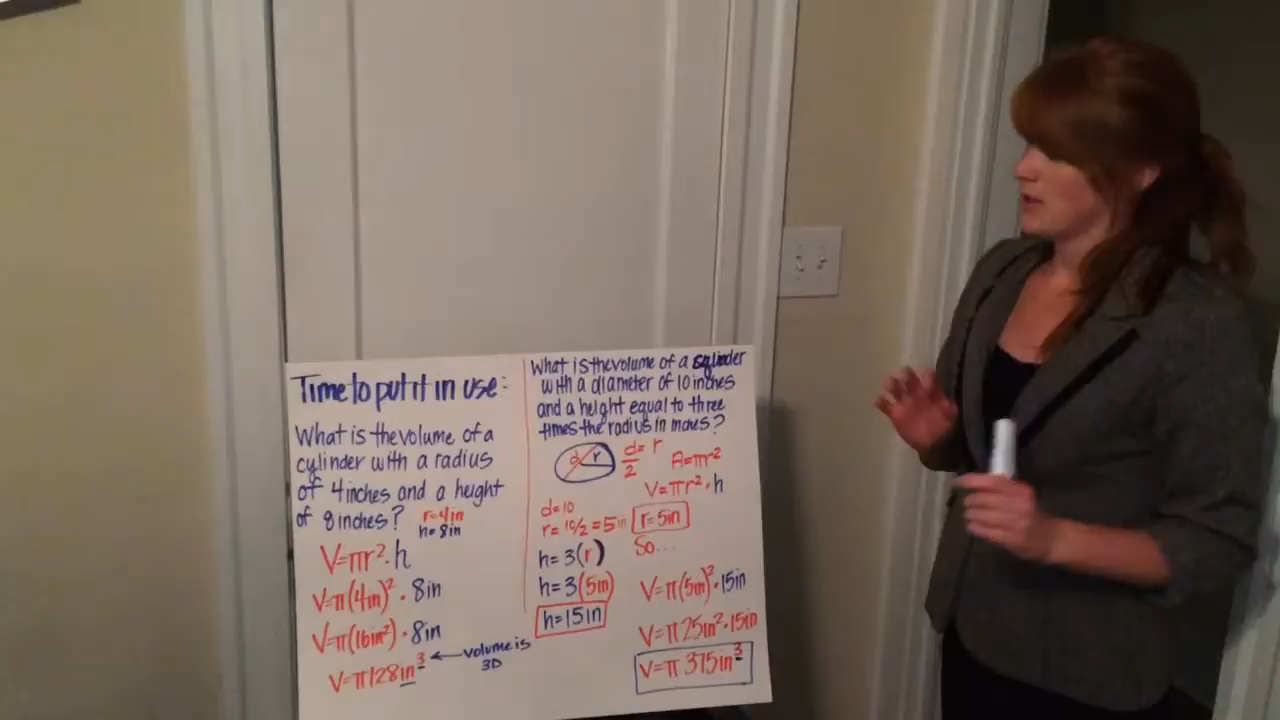 Time to put it in use:
What is the volume of a
cylinder with a radius
of 4 inches and a height
of 8 inches?
r=4in
h=8in
V=πr²·h
V=π(4in)²·8in
V=π(16in²)·8in
V=π128in³ ← volume is
3D
What is the volume of a cylinder
with a diameter of 10 inches
and a height equal to three
times the radius in inches?
d r
d/2 = r
A=πr²
V=πr²·h
d=10
r=10/2=5in
r=5in
h=3(r)
So...
h=3(5in)
h=15in
V=π(5in)²·15in
V=π25in²·15in
V=π375in³